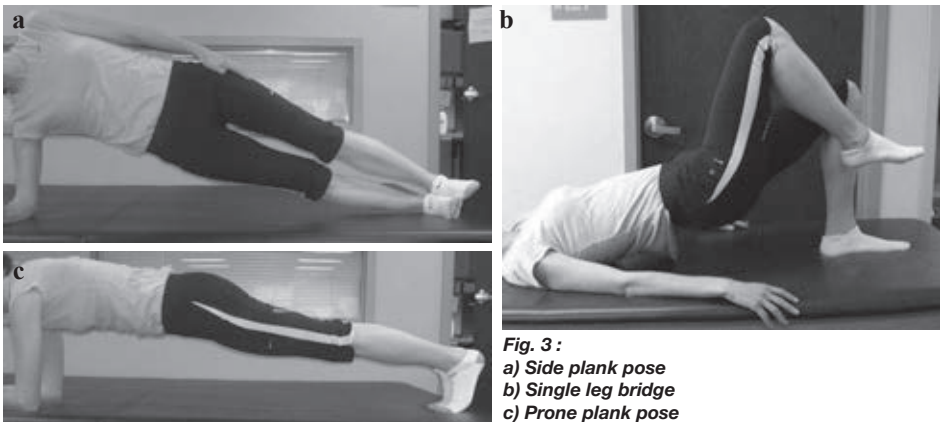 a
b
c
Fig. 3 :
a) Side plank pose
b) Single leg bridge
c) Prone plank pose